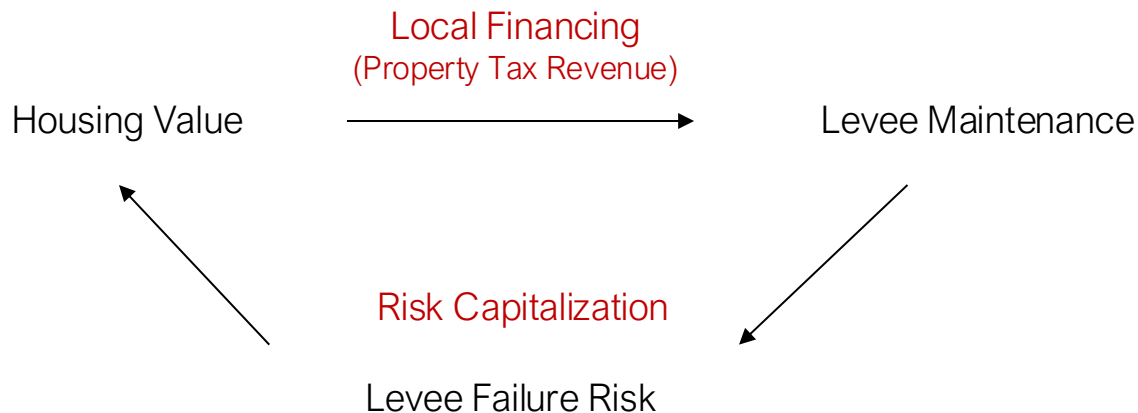 Local Financing
(Property Tax Revenue)
Housing Value
Levee Maintenance
Risk Capitalization
Levee Failure Risk